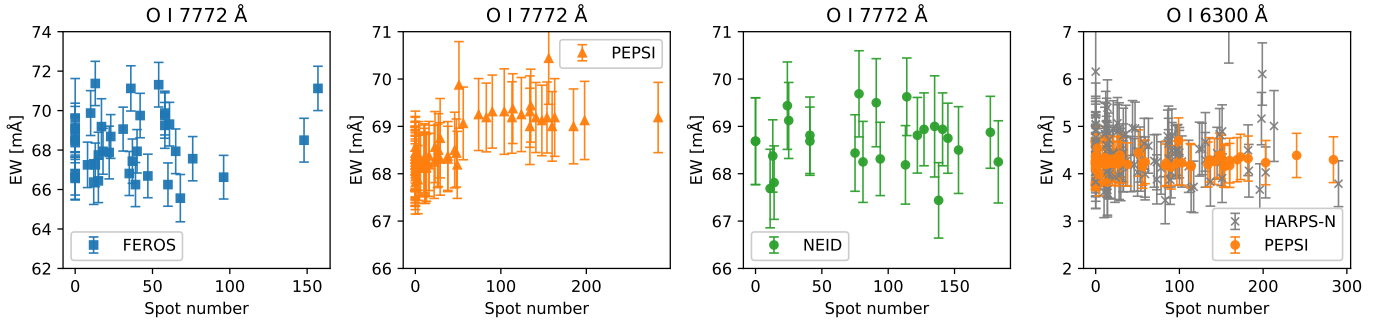 O I 7772 Å
EW [mÅ]
74
72
70
68
66
64
62
0
50
100
150
Spot number
FEROS
O I 7772 Å
EW [mÅ]
71
70
69
68
67
66
0
100
200
Spot number
PEPSI
O I 7772 Å
EW [mÅ]
71
70
69
68
67
66
0
50
100
150
Spot number
NEID
O I 6300 Å
EW [mÅ]
7
6
5
4
3
2
0
100
200
300
Spot number
HARPS-N
PEPSI